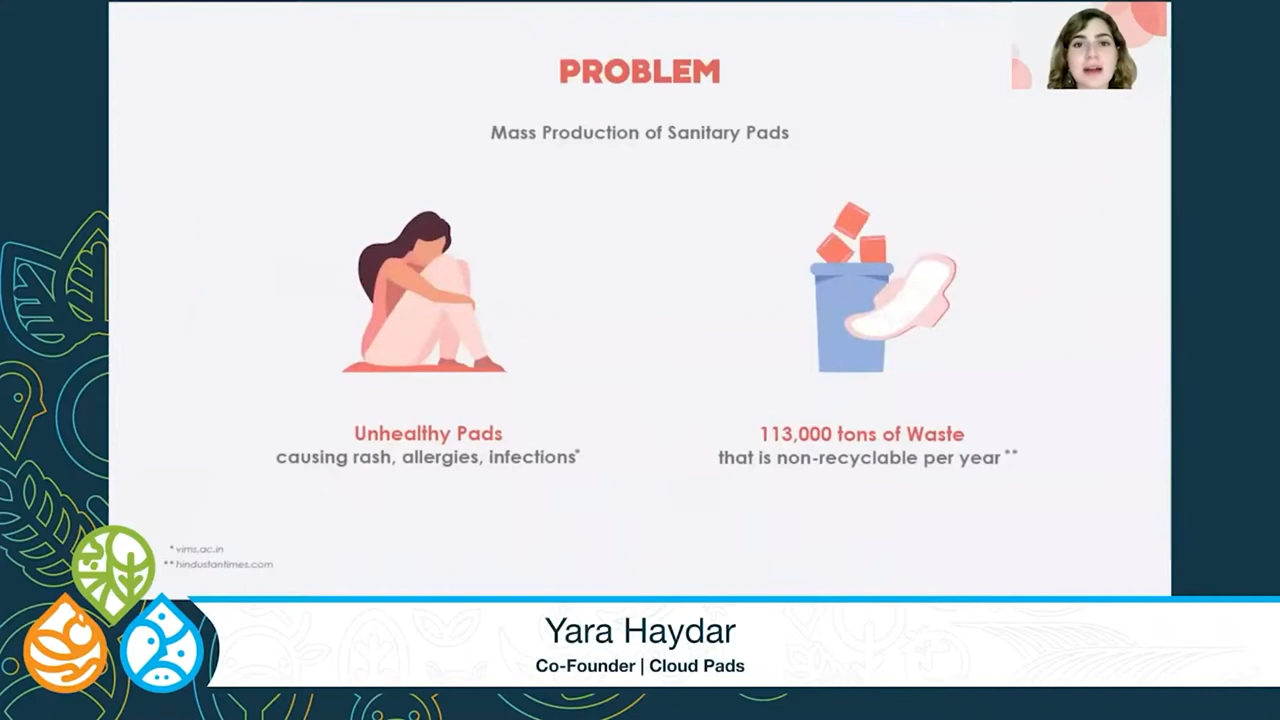 PROBLEM
Mass Production of Sanitary Pads
Unhealthy Pads
causing rash, allergies, infections*
113,000 tons of Waste
that is non-recyclable per year**
* vims.ac.in
** hindustantimes.com
Yara Haydar
Co-Founder | Cloud Pads